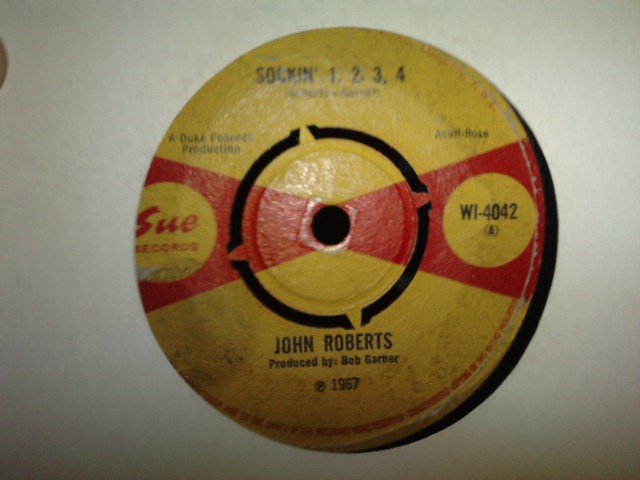 SOCKIN' 1, 2, 3, 4
A Duke Peacock
Production
Acuff-Rose
Sue
RECORDS
WI-4042
(A)
JOHN ROBERTS
Produced by: Bob Garner
℗ 1967